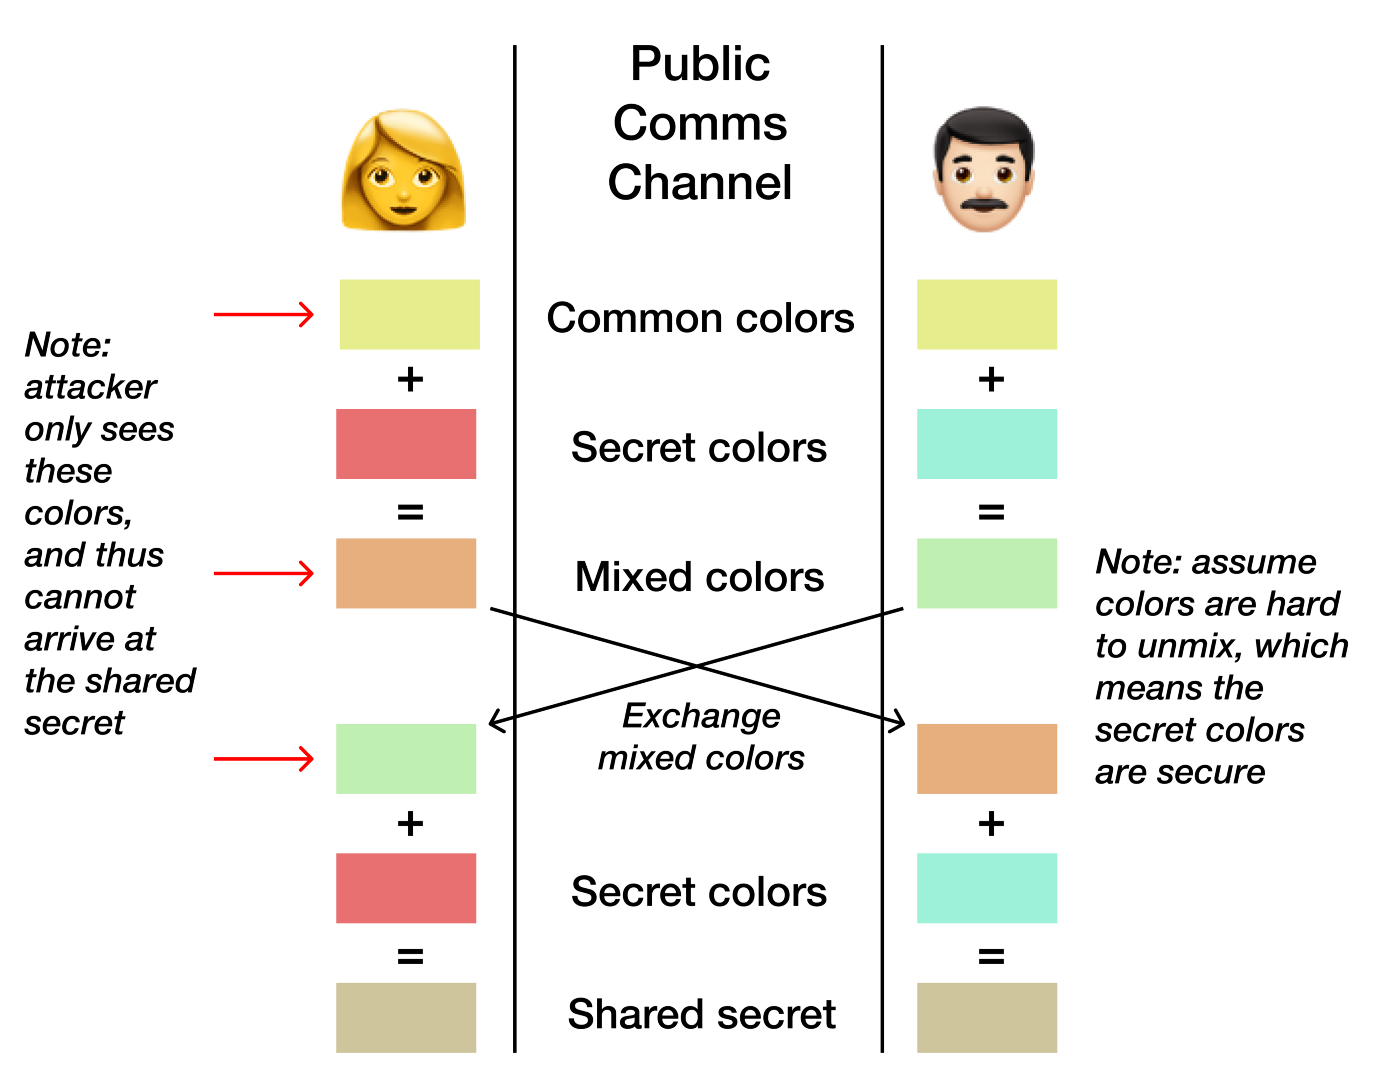 Public
Comms
Channel
Common colors
+
+
Secret colors
=
=
Mixed colors
Exchange
mixed colors
+
+
Secret colors
=
=
Shared secret
Note:
attacker
only sees
these
colors,
and thus
cannot
arrive at
the shared
secret
Note: assume
colors are hard
to unmix, which
means the
secret colors
are secure